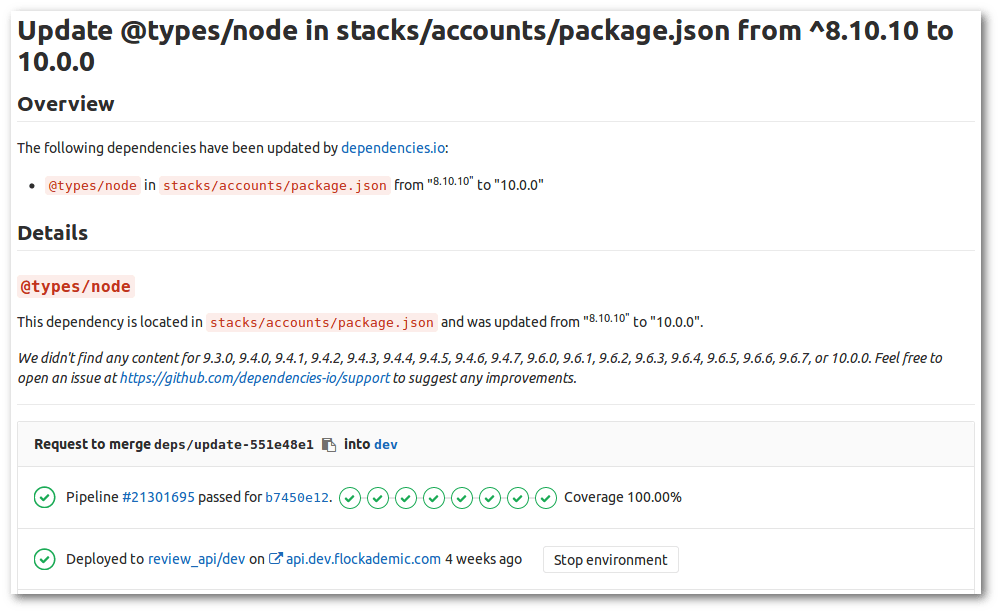 Update @types/node in stacks/accounts/package.json from ^8.10.10 to
10.0.0
Overview
The following dependencies have been updated by dependencies.io:
• @types/node in stacks/accounts/package.json from "8.10.10" to "10.0.0"
Details
@types/node
This dependency is located in stacks/accounts/package.json and was updated from "8.10.10" to "10.0.0".
We didn't find any content for 9.3.0, 9.4.0, 9.4.1, 9.4.2, 9.4.3, 9.4.4, 9.4.5, 9.4.6, 9.4.7, 9.6.0, 9.6.1, 9.6.2, 9.6.3, 9.6.4, 9.6.5, 9.6.6, 9.6.7, or 10.0.0. Feel free to
open an issue at https://github.com/dependencies-io/support to suggest any improvements.
Request to merge deps/update-551e48e1 into dev
Pipeline #21301695 passed for b7450e12. Coverage 100.00%
Deployed to review_api/dev on api.dev.flockademic.com 4 weeks ago Stop environment